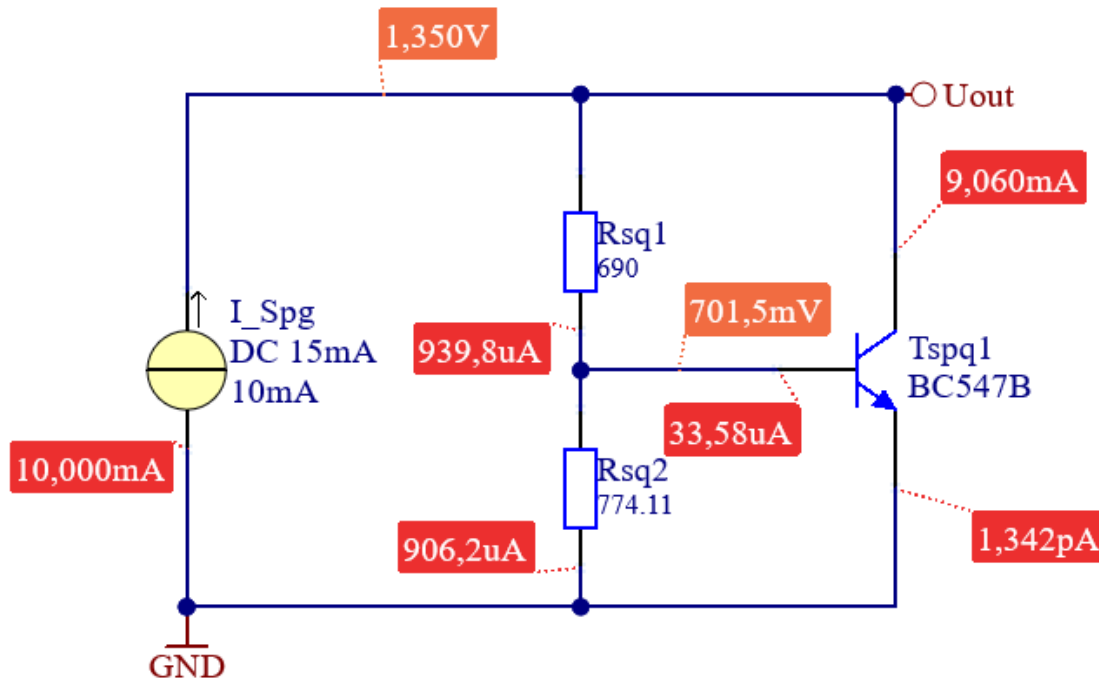 1,350V
Uout
9,060mA
Rsq1
690
701,5mV
I_Spg
DC 15mA
10mA
939,8uA
Tspq1
BC547B
33,58uA
10,000mA
Rsq2
774.11
906,2uA
1,342pA
GND